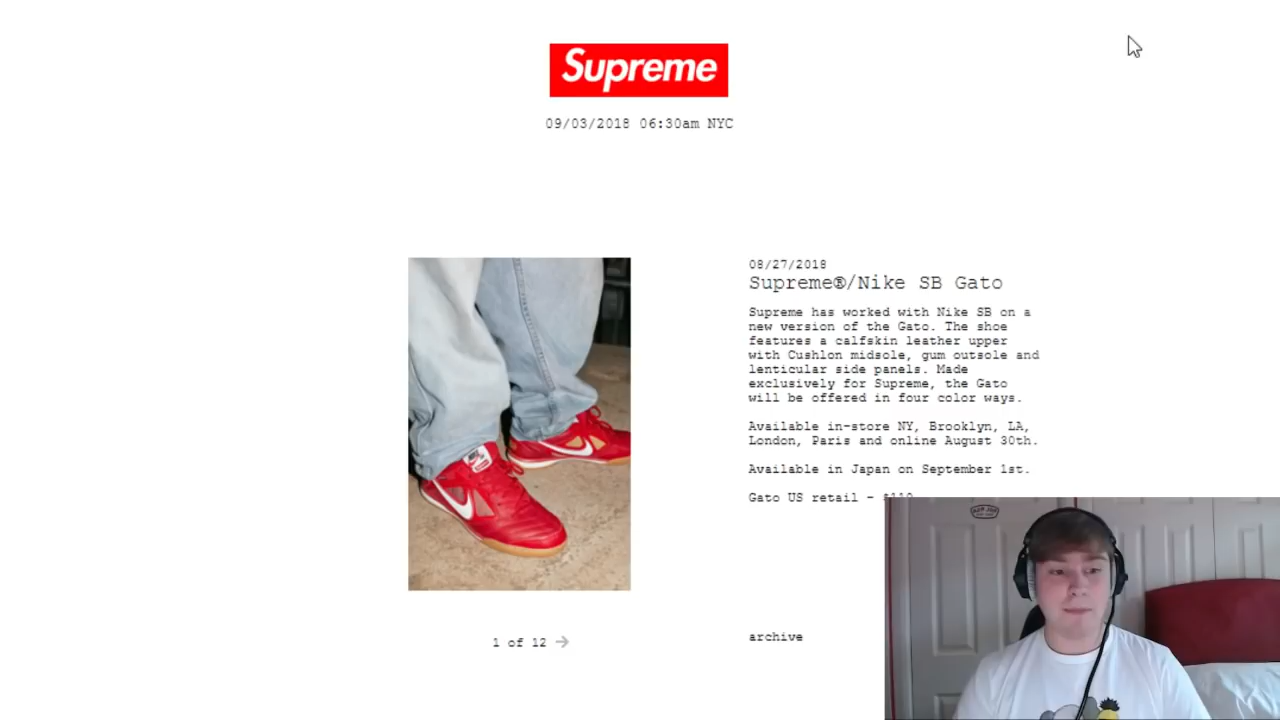 Supreme
09/03/2018 06:30am NYC
08/27/2018
Supreme®/Nike SB Gato
Supreme has worked with Nike SB on a
new version of the Gato. The shoe
features a calfskin leather upper
with Cushlon midsole, gum outsole and
lenticular side panels. Made
exclusively for Supreme, the Gato
will be offered in four color ways.
Available in-store NY, Brooklyn, LA,
London, Paris and online August 30th.
Available in Japan on September 1st.
Gato US retail - $110
1 of 12
archive